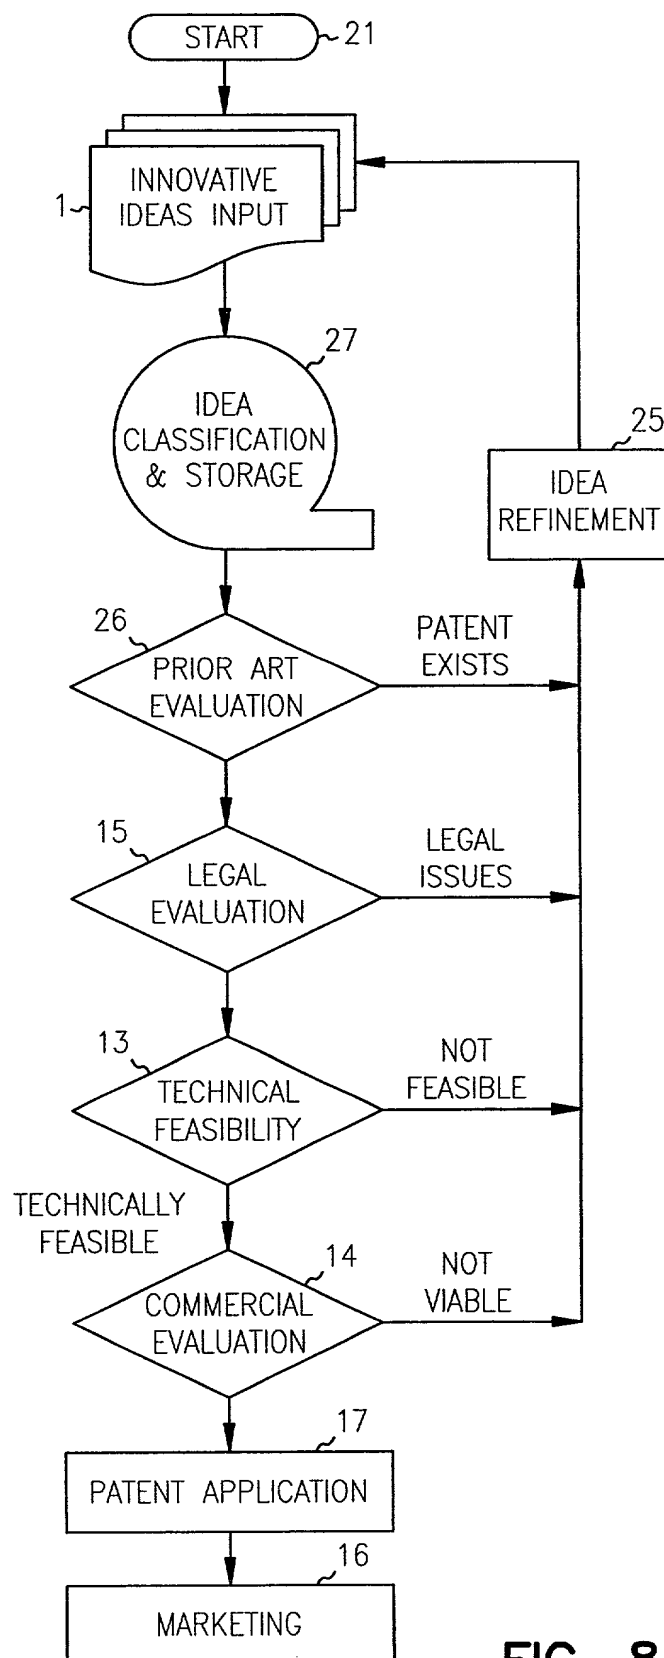 START
21
INNOVATIVE
IDEAS INPUT
1
27
IDEA
CLASSIFICATION
& STORAGE
25
IDEA
REFINEMENT
26
PRIOR ART
EVALUATION
PATENT
EXISTS
15
LEGAL
EVALUATION
LEGAL
ISSUES
13
TECHNICAL
FEASIBILITY
NOT
FEASIBLE
TECHNICALLY
FEASIBLE
14
COMMERCIAL
EVALUATION
NOT
VIABLE
17
PATENT APPLICATION
16
MARKETING
FIG. 8